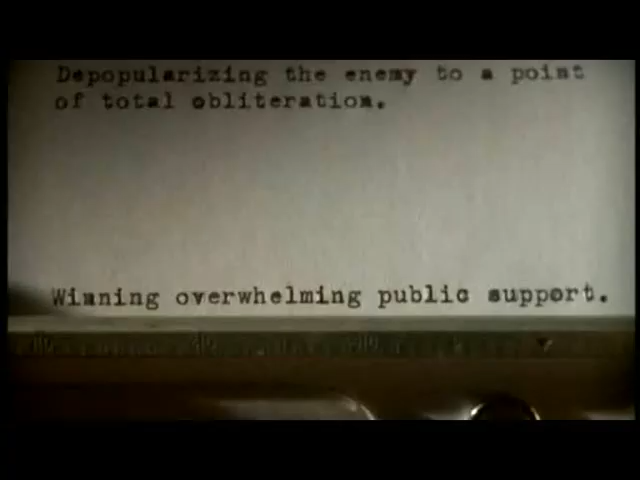 Depopularizing the enemy to a point
of total obliteration.
Winning overwhelming public support.